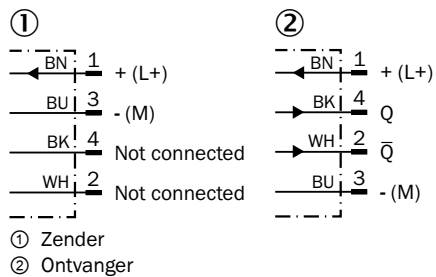 ① ②
BN 1 + (L+)
BU 3 - (M)
BK 4 Not connected
WH 2 Not connected
BN 1 + (L+)
BK 4 Q
WH 2 Q̅
BU 3 - (M)
① Zender
② Ontvanger